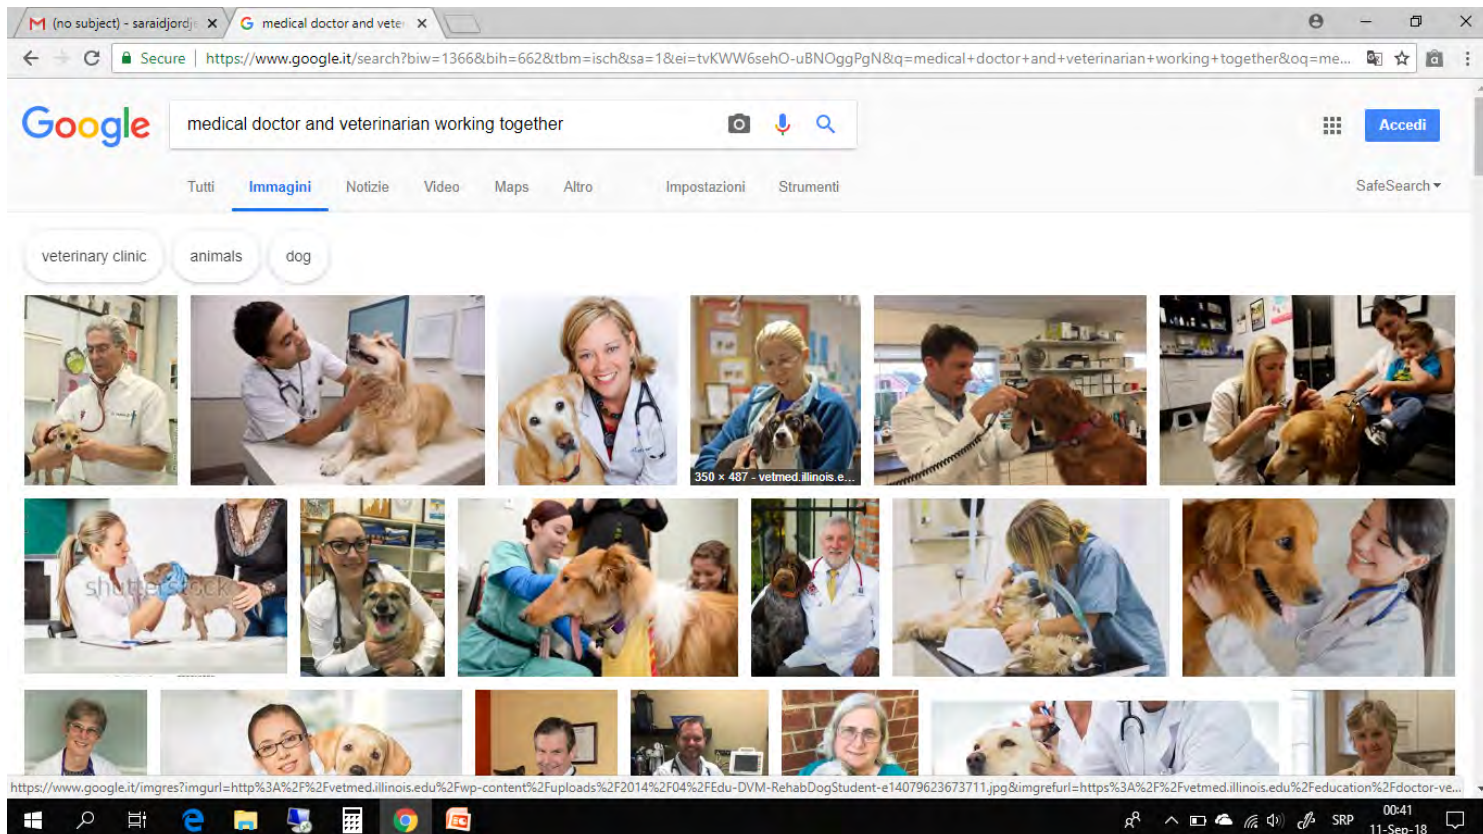 (no subject) - saraidjordj
medical doctor and vete
Secure https://www.google.it/search?biw=1366&bih=662&tbm=isch&sa=1&ei=tvKWW6sehO-uBNOggPgN&q=medical+doctor+and+veterinarian+working+together&oq=me...
Google
medical doctor and veterinarian working together
Accedi
Tutti Immagini Notizie Video Maps Altro Impostazioni Strumenti SafeSearch
veterinary clinic animals dog
350 × 487 - vetmed.illinois.e...
shutterstock
https://www.google.it/imgres?imgurl=http%3A%2F%2Fvetmed.illinois.edu%2Fwp-content%2Fuploads%2F2014%2F04%2FEdu-DVM-RehabDogStudent-e14079623673711.jpg&imgrefurl=https%3A%2F%2Fvetmed.illinois.edu%2Feducation%2Fdoctor-ve...
SRP
00:41
11-Sep-18